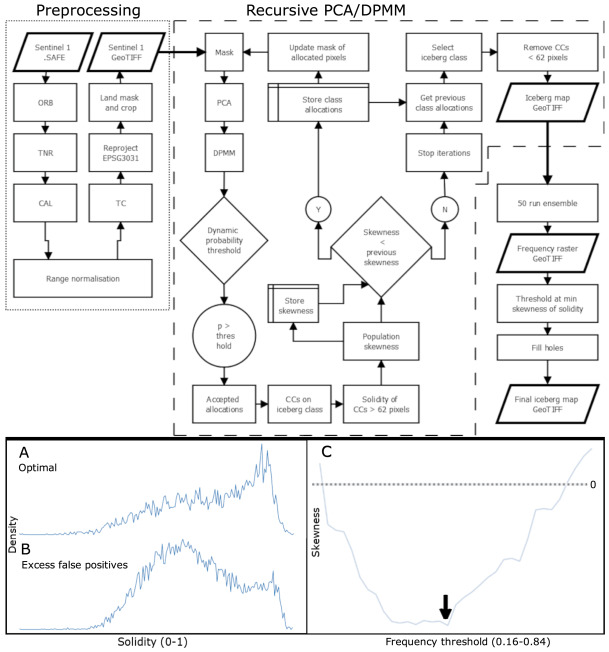 Preprocessing
Recursive PCA/DPMM
Sentinel 1
.SAFE
Sentinel 1
GeoTIFF
ORB
Land mask
and crop
TNR
Reproject
EPSG3031
CAL
TC
Range normalisation
Mask
Update mask of
allocated pixels
Select
iceberg class
Remove CCs
< 62 pixels
PCA
Store class
allocations
Get previous
class allocations
Iceberg map
GeoTIFF
DPMM
Stop iterations
Y
N
50 run ensemble
Dynamic
probability
threshold
Skewness
<
previous
skewness
Frequency raster
GeoTIFF
Store
skewness
Threshold at min
skewness of solidity
p >
thres
hold
Population
skewness
Fill holes
Accepted
allocations
CCs on
iceberg class
Solidity of
CCs > 62 pixels
Final iceberg map
GeoTIFF
A
Optimal
B
Excess false positives
Density
Solidity (0-1)
C
0
Skewness
Frequency threshold (0.16-0.84)